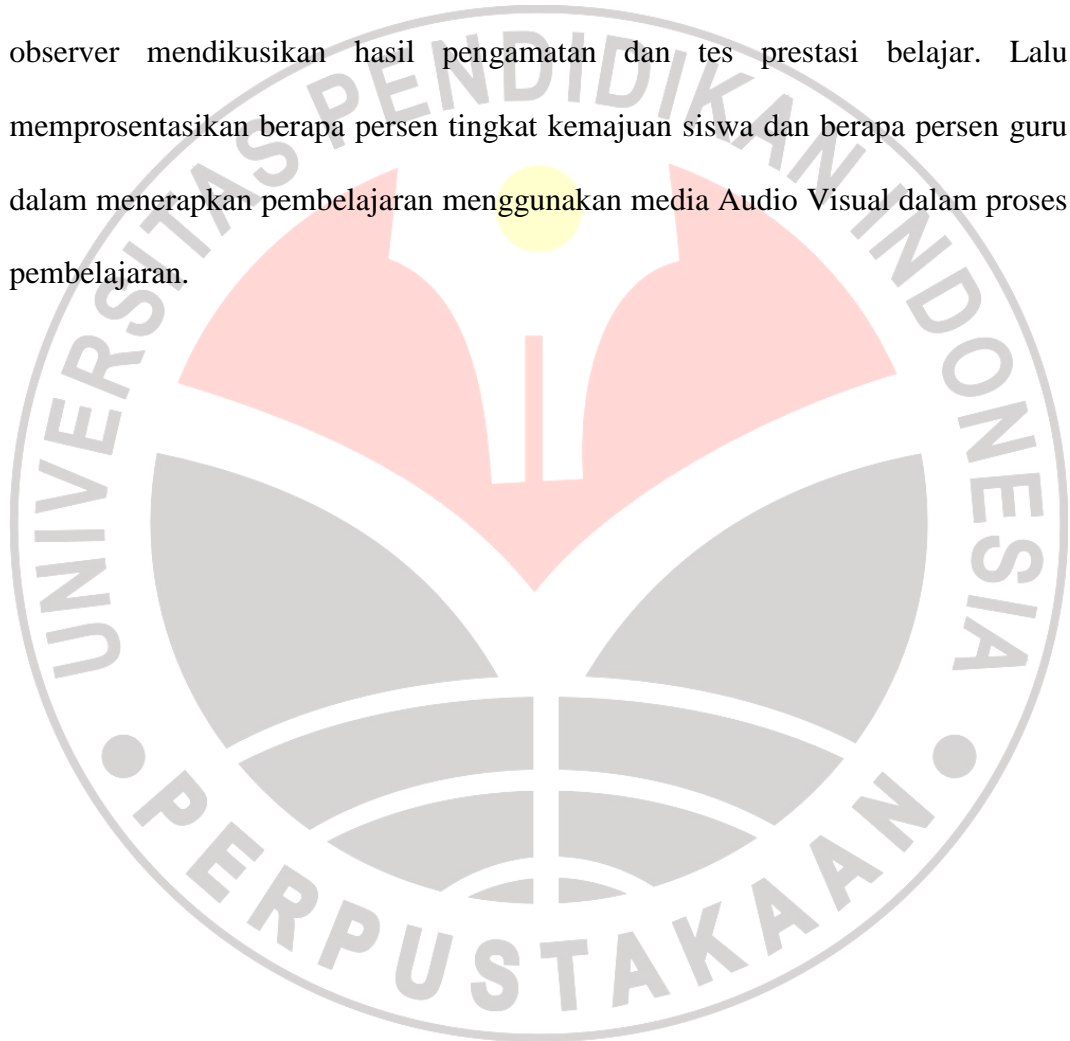 observer mendikusikan hasil pengamatan dan tes prestasi belajar. Lalu
memprosentasikan berapa persen tingkat kemajuan siswa dan berapa persen guru
dalam menerapkan pembelajaran menggunakan media Audio Visual dalam proses
pembelajaran.
UNIVERSITAS PENDIDIKAN INDONESIA
PERPUSTAKAAN